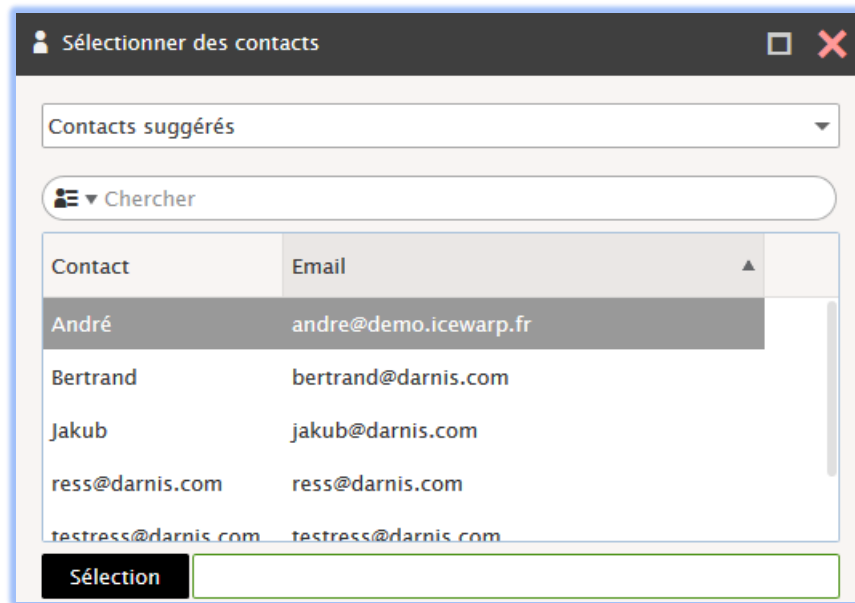 Sélectionner des contacts
Contacts suggérés
Chercher
Contact Email
André andre@demo.icewarp.fr
Bertrand bertrand@darnis.com
Jakub jakub@darnis.com
ress@darnis.com ress@darnis.com
testress@darnis.com testress@darnis.com
Sélection